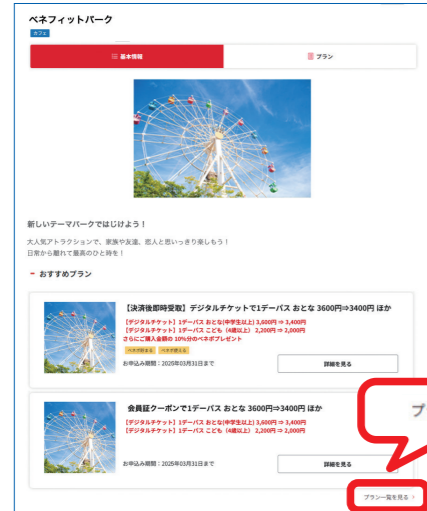 ベネフィットパーク
カフェ
基本情報
プラン
新しいテーマパークではじけよう！
大人気アトラクションで、家族や友達、恋人と思いっきり楽しもう！
日常から離れて最高のひと時を！
− おすすめプラン
【決済後即時受取】デジタルチケットで1デーパス おとな 3600円⇒3400円 ほか
【デジタルチケット】1デーパス おとな(中学生以上) 3,600円 ⇒ 3,400円
【デジタルチケット】1デーパス こども（4歳以上） 2,200円 ⇒ 2,000円
さらにご購入金額の 10%分のベネポプレゼント
ベネポ貯まる ベネポ使える
お申込み期間：2025年03月31日まで
詳細を見る
会員証クーポンで1デーパス おとな 3600円⇒3400円 ほか
【デジタルチケット】1デーパス おとな(中学生以上) 3,600円 ⇒ 3,400円
【デジタルチケット】1デーパス こども（4歳以上） 2,200円 ⇒ 2,000円
お申込み期間：2025年03月31日まで
詳細を見る
プ
プラン一覧を見る ›